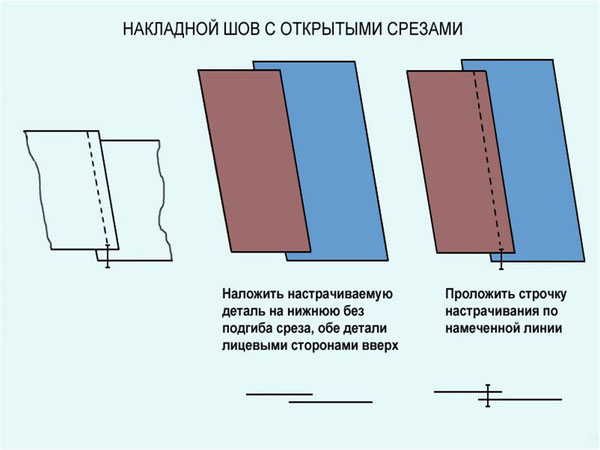 НАКЛАДНОЙ ШОВ С ОТКРЫТЫМИ СРЕЗАМИ
Наложить настрачиваемую
деталь на нижнюю без
подгиба среза, обе детали
лицевыми сторонами вверх
Проложить строчку
настрачивания по
намеченной линии